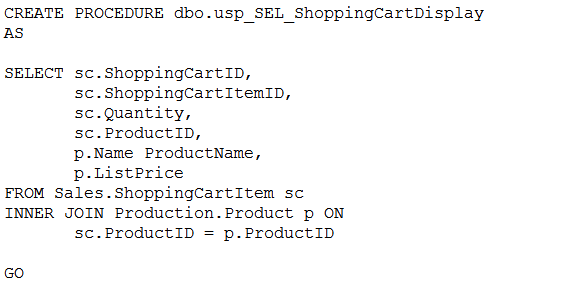 CREATE PROCEDURE dbo.usp_SEL_ShoppingCartDisplay
AS
SELECT sc.ShoppingCartID,
sc.ShoppingCartItemID,
sc.Quantity,
sc.ProductID,
p.Name ProductName,
p.ListPrice
FROM Sales.ShoppingCartItem sc
INNER JOIN Production.Product p ON
sc.ProductID = p.ProductID
GO